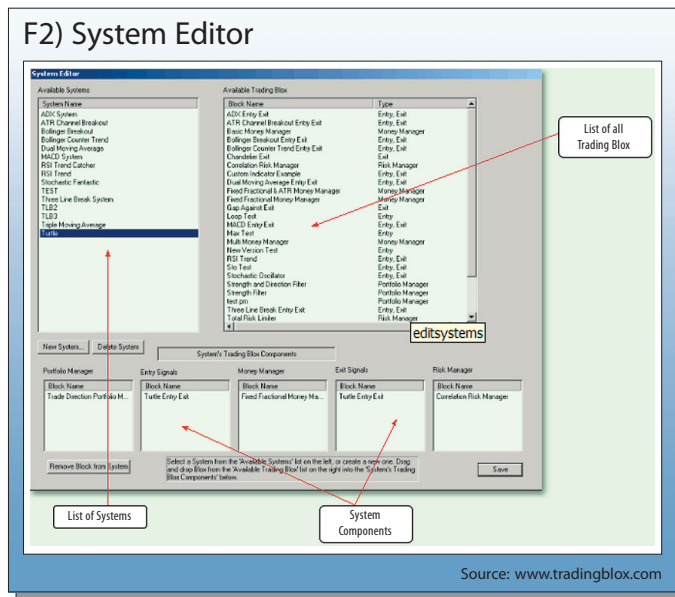 F2) System Editor
System Editor
Available Systems
System Name
ADX System
ATR Channel Breakout
Bollinger Breakout
Bollinger Counter Trend
Dual Moving Average
MACD System
RSI Trend Catcher
RSI Trend
Stochastic Fantastic
TEST
Three Line Break System
TLB2
TLB3
Triple Moving Average
Turtle
Available Trading Blox
Block Name Type
ADX Entry Exit Entry, Exit
ATR Channel Breakout Entry Exit Entry, Exit
Basic Money Manager Money Manager
Bollinger Breakout Entry Exit Entry, Exit
Bollinger Counter Trend Entry Exit Entry, Exit
Chandelier Exit Exit
Correlation Risk Manager Risk Manager
Custom Indicator Example Entry, Exit
Dual Moving Average Entry Exit Entry, Exit
Fixed Fractional & ATR Money Manager Money Manager
Fixed Fractional Money Manager Money Manager
Gap Against Exit Exit
Loop Test Entry
MACD Entry Exit Entry, Exit
Max Test Entry
Multi Money Manager Money Manager
New Version Test Entry
RSI Trend Entry, Exit
Sto Test Entry
Stochastic Oscillator Entry, Exit
Strength and Direction Filter Portfolio Manager
Strength Filter Portfolio Manager
test pm Portfolio Manager
Three Line Break Entry Exit Entry, Exit
Total Risk Limiter Risk Manager
List of all
Trading Blox
editsystems
New System... Delete System
System's Trading Blox Components
Portfolio Manager Entry Signals Money Manager Exit Signals Risk Manager
Block Name Block Name Block Name Block Name Block Name
Trade Direction Portfolio M... Turtle Entry Exit Fixed Fractional Money Ma... Turtle Entry Exit Correlation Risk Manager
Remove Block from System
Select a System from the 'Available Systems' list on the left, or create a new one. Drag
and drop Blox from the 'Available Trading Blox' list on the right into the 'System's Trading
Blox Components' below.
Save
List of Systems
System
Components
Source: www.tradingblox.com